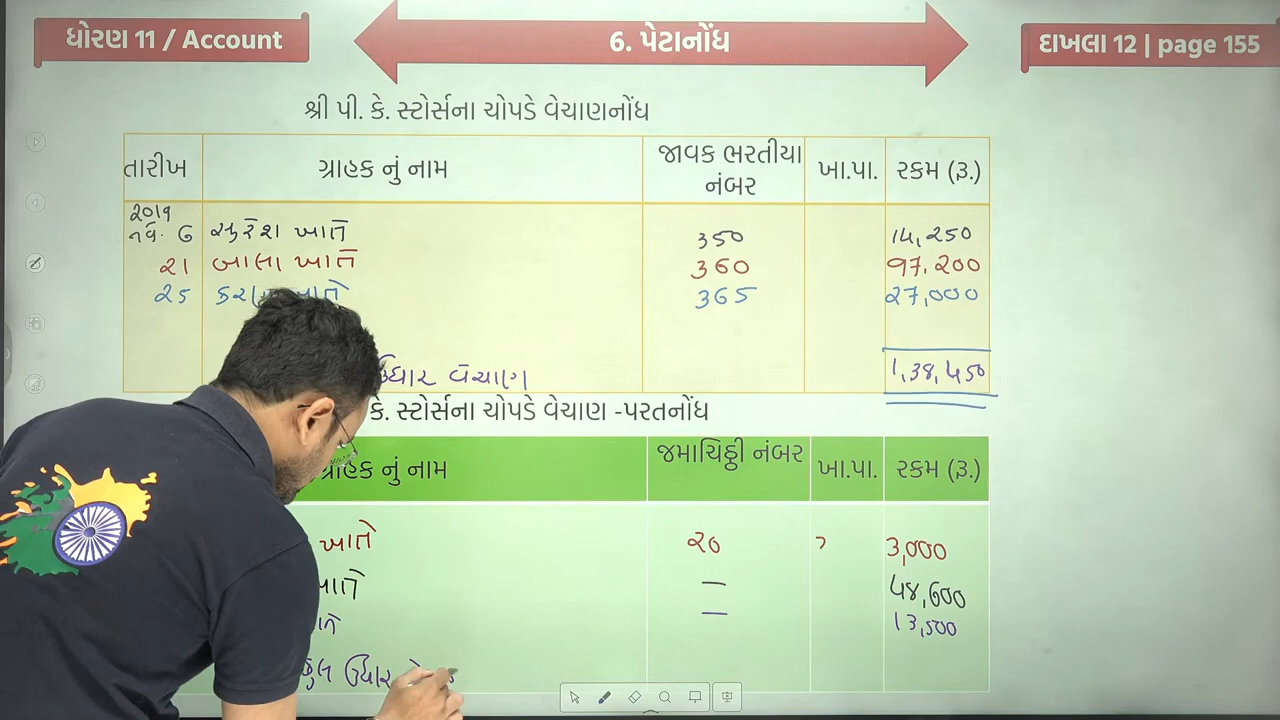 ધોરણ 11 / Account
6. પેટાનોંધ
દાખલા 12 | page 155
શ્રી પી. કે. સ્ટોર્સના ચોપડે વેચાણનોંધ
તારીખ ગ્રાહક નું નામ જાવક ભરતીયા નંબર ખા.પા. રકમ (રૂ.)
2019
નવે. 6 સુરેશ ખાતે 350 14,250
21 બાલા ખાતે 360 97,200
25 365 27,000
ઉધાર વેચાણ 1,38,450
કે. સ્ટોર્સના ચોપડે વેચાણ -પરતનોંધ
ગ્રાહક નું નામ જમાચિઠ્ઠી નંબર ખા.પા. રકમ (રૂ.)
ખાતે 20 3,000
ખાતે — 48,600
— 13,500
કુલ ઉધાર